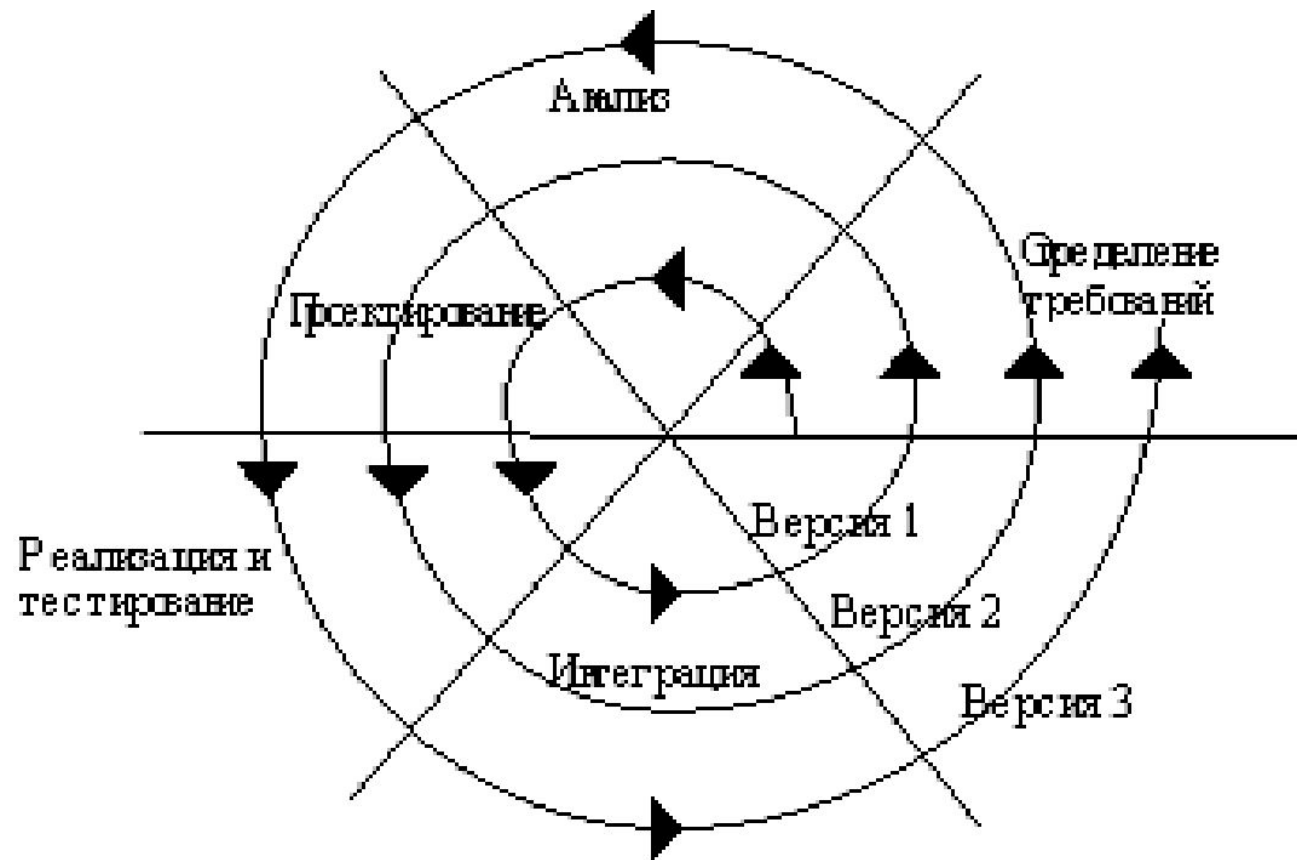 Анализ
Определение
требований
Проектирование
Версия 1
Реализация и
тестирование
Версия 2
Интеграция
Версия 3